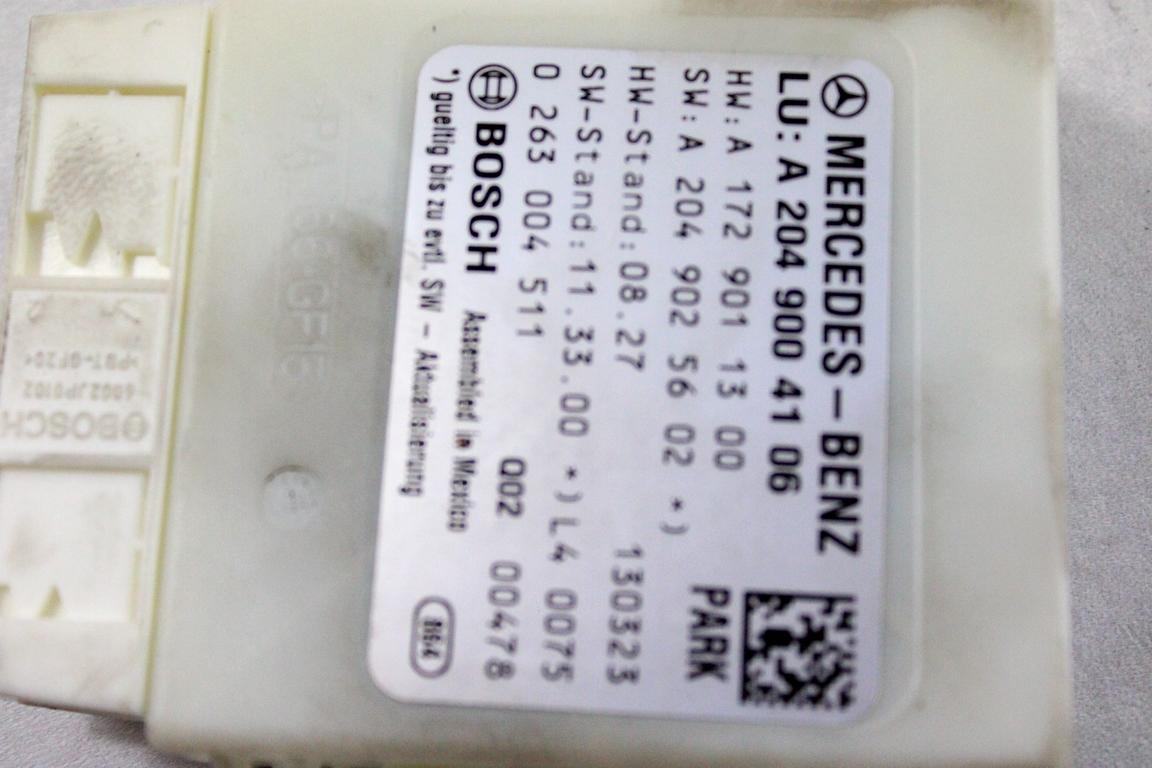 MERCEDES-BENZ
LU: A 204 900 41 06
HW: A 172 901 13 00
SW: A 204 902 56 02 *)
PARK
HW-Stand:08.27
130323
SW-Stand:11.33.00 *)L4 0075
0 263 004 511
Q02
00478
BOSCH
Assembled in Mexico
*) gueltig bis zu evtl. SW - Aktualisierung
BOSCH